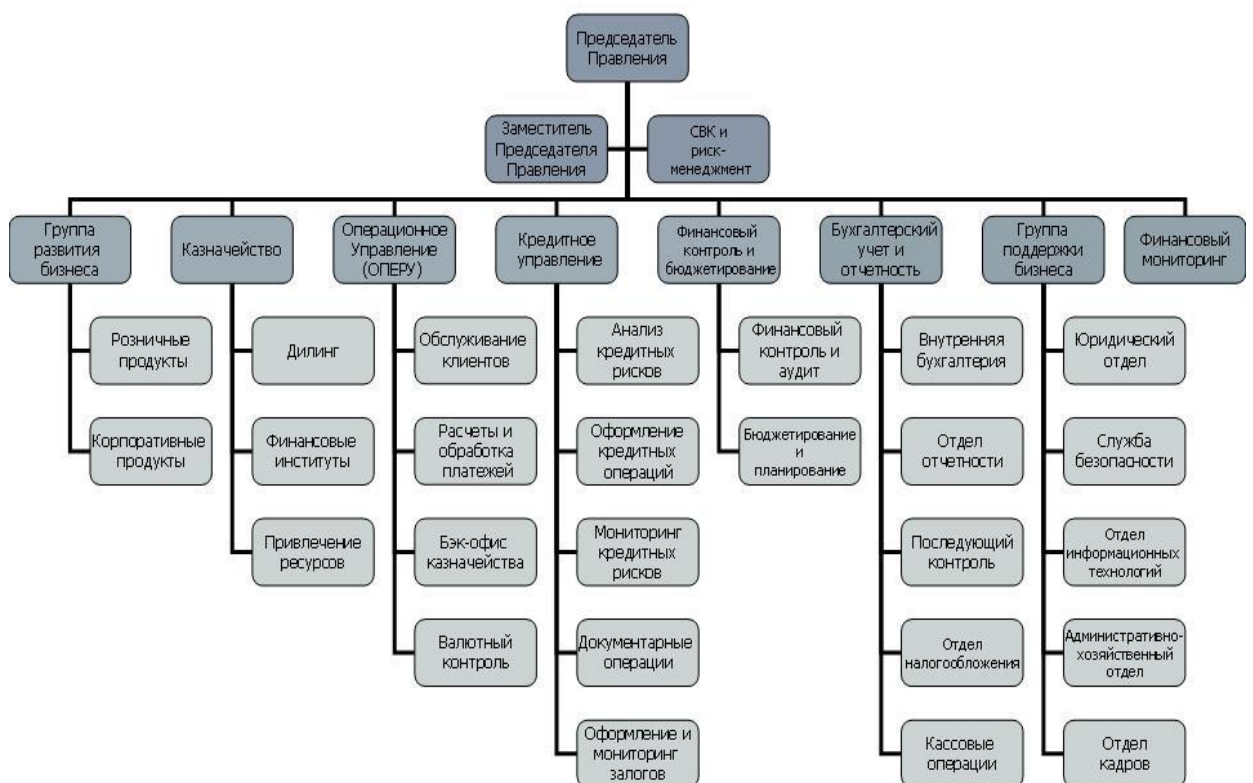 Председатель
Правления
Заместитель
Председателя
Правления
СВК и
риск-
менеджмент
Группа
развития
бизнеса
Казначейство
Операционное
Управление
(ОПЕРУ)
Кредитное
управление
Финансовый
контроль и
бюджетирование
Бухгалтерский
учет и
отчетность
Группа
поддержки
бизнеса
Финансовый
мониторинг
Розничные
продукты
Корпоративные
продукты
Дилинг
Финансовые
институты
Привлечение
ресурсов
Обслуживание
клиентов
Расчеты и
обработка
платежей
Бэк-офис
казначейства
Валютный
контроль
Анализ
кредитных
рисков
Оформление
кредитных
операций
Мониторинг
кредитных
рисков
Документарные
операции
Оформление и
мониторинг
залогов
Финансовый
контроль и
аудит
Бюджетирование
и
планирование
Внутренняя
бухгалтерия
Отдел
отчетности
Последующий
контроль
Отдел
налогообложения
Кассовые
операции
Юридический
отдел
Служба
безопасности
Отдел
информационных
технологий
Административно-
хозяйственный
отдел
Отдел
кадров